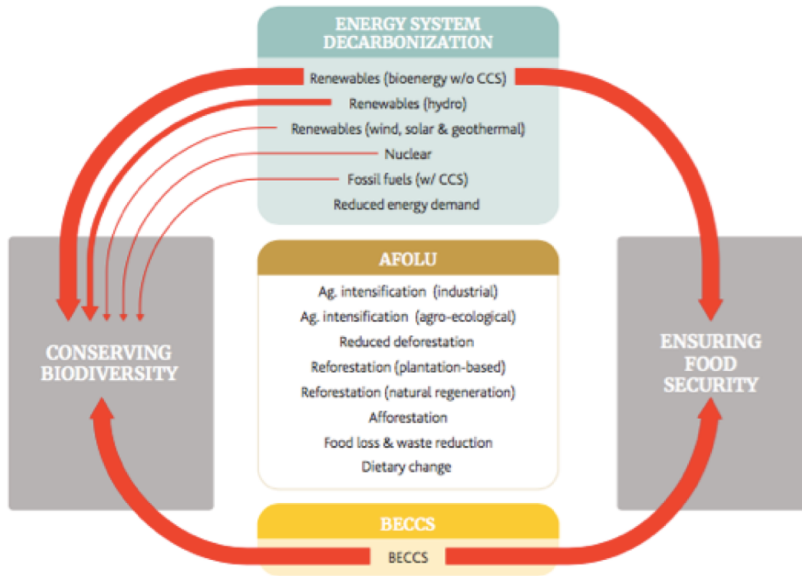 ENERGY SYSTEM
DECARBONIZATION
Renewables (bioenergy w/o CCS)
Renewables (hydro)
Renewables (wind, solar & geothermal)
Nuclear
Fossil fuels (w/ CCS)
Reduced energy demand
AFOLU
Ag. intensification (industrial)
Ag. intensification (agro-ecological)
Reduced deforestation
Reforestation (plantation-based)
Reforestation (natural regeneration)
Afforestation
Food loss & waste reduction
Dietary change
CONSERVING
BIODIVERSITY
ENSURING
FOOD
SECURITY
BECCS
BECCS